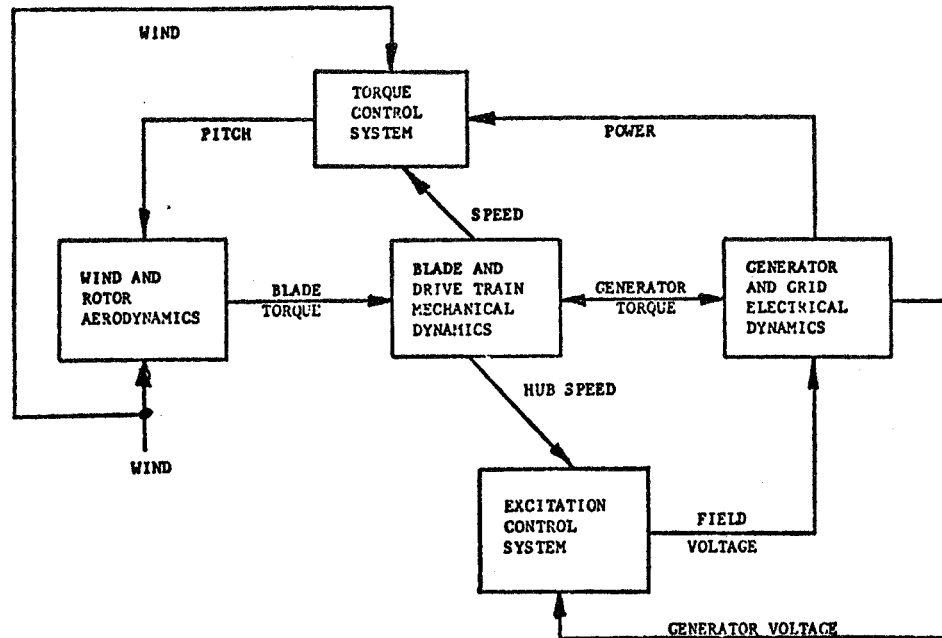 WIND
TORQUE
CONTROL
SYSTEM
PITCH
POWER
SPEED
WIND AND
ROTOR
AERODYNAMICS
BLADE
TORQUE
BLADE AND
DRIVE TRAIN
MECHANICAL
DYNAMICS
GENERATOR
TORQUE
GENERATOR
AND GRID
ELECTRICAL
DYNAMICS
HUB SPEED
WIND
EXCITATION
CONTROL
SYSTEM
FIELD
VOLTAGE
GENERATOR VOLTAGE